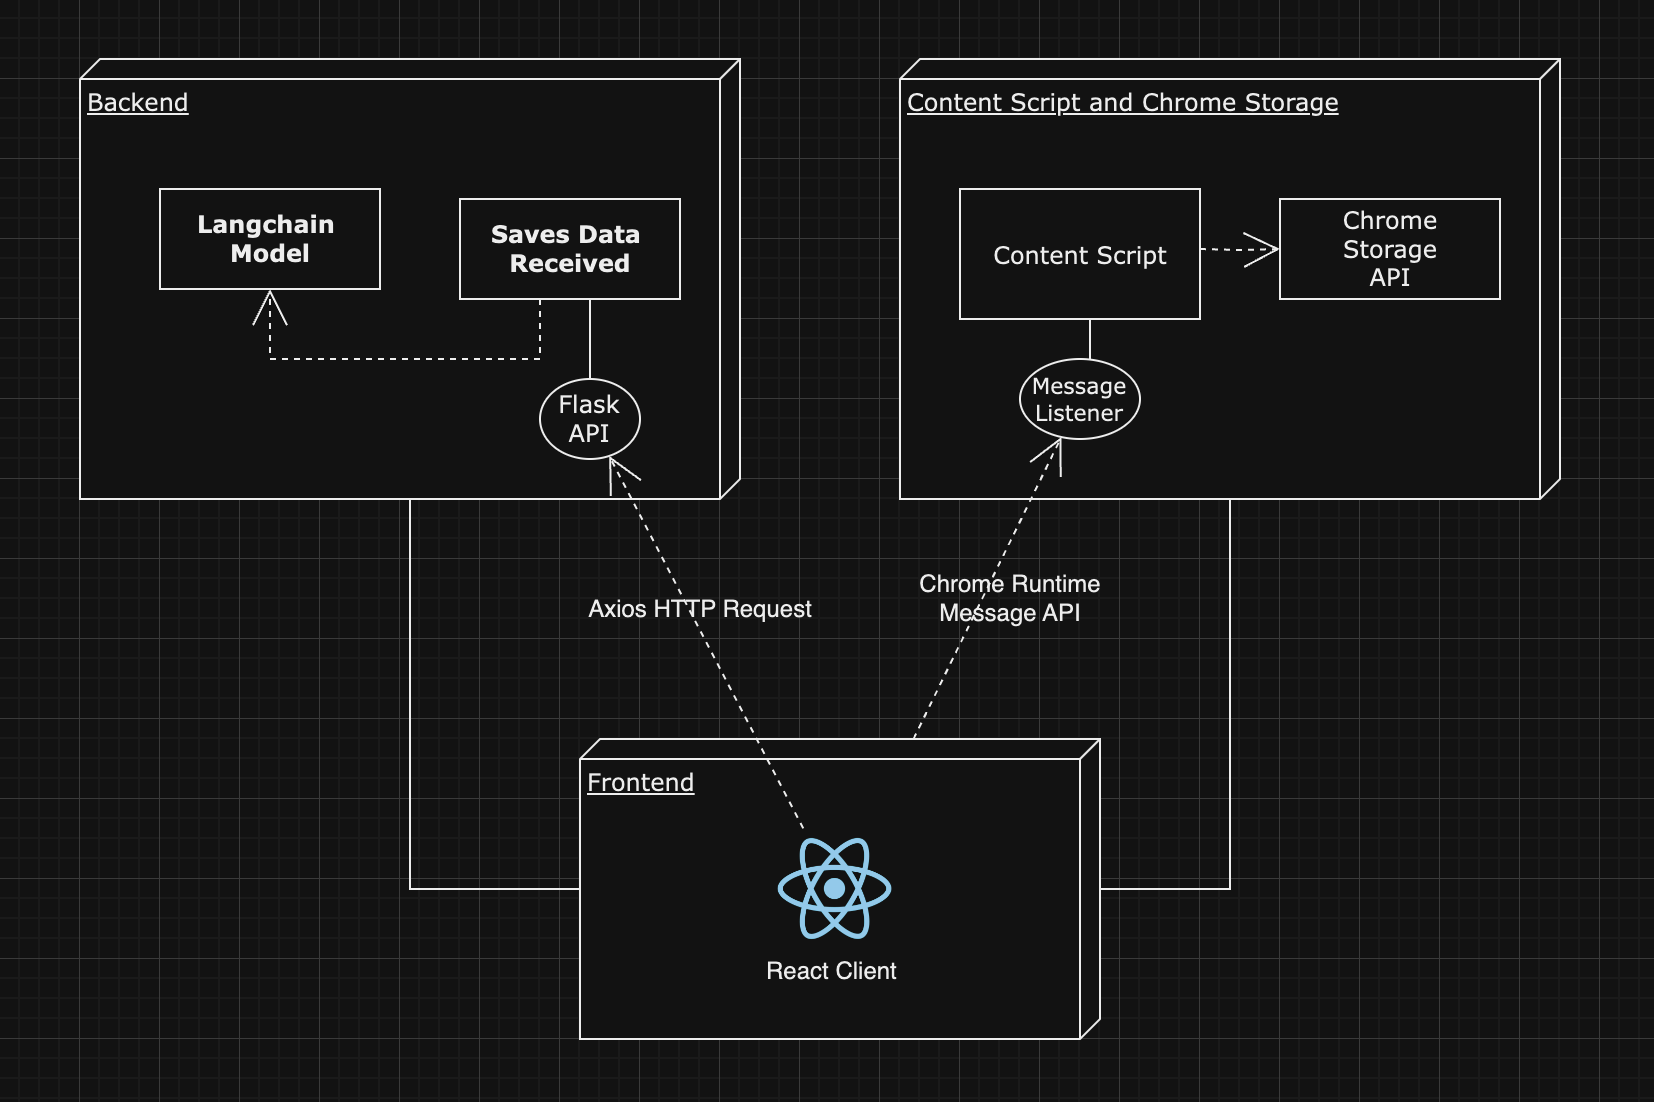 Backend
Langchain
Model
Saves Data
Received
Flask
API
Content Script and Chrome Storage
Content Script
Chrome
Storage
API
Message
Listener
Axios HTTP Request
Chrome Runtime
Message API
Frontend
React Client